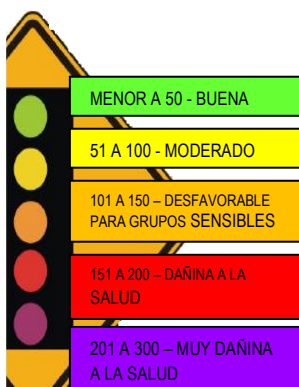 MENOR A 50 - BUENA
51 A 100 - MODERADO
101 A 150 – DESFAVORABLE
PARA GRUPOS SENSIBLES
151 A 200 – DAÑINA A LA
SALUD
201 A 300 – MUY DAÑINA
A LA SALUD